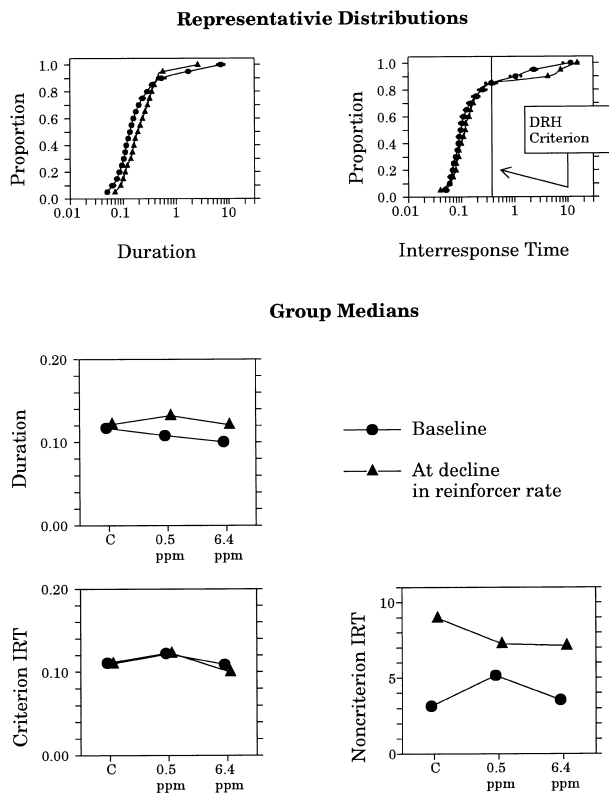 Representativie Distributions
Proportion
1.0
0.8
0.6
0.4
0.2
0.0
0.01
0.1
1
10
Duration
Proportion
1.0
0.8
0.6
0.4
0.2
0.0
0.01
0.1
1
10
DRH
Criterion
Interresponse Time
Group Medians
Duration
0.20
0.10
0.00
C
0.5
ppm
6.4
ppm
Baseline
At decline
in reinforcer rate
Criterion IRT
0.20
0.10
0.00
C
0.5
ppm
6.4
ppm
Noncriterion IRT
10
5
0
C
0.5
ppm
6.4
ppm